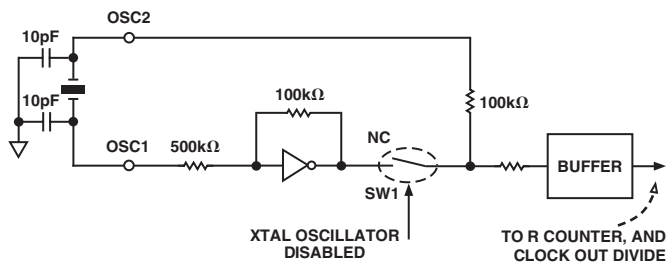 OSC2
10pF
10pF
OSC1
500kΩ
100kΩ
NC
SW1
100kΩ
BUFFER
XTAL OSCILLATOR
DISABLED
TO R COUNTER, AND
CLOCK OUT DIVIDE